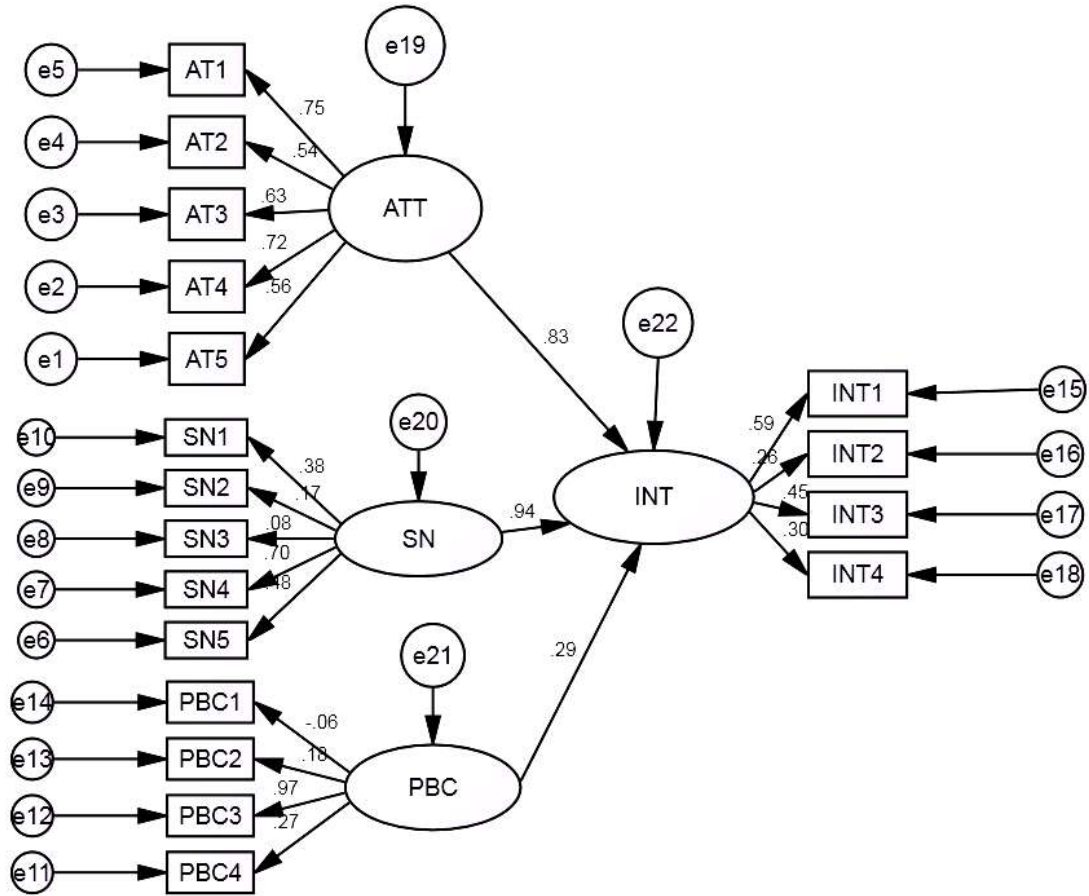 e19
e5
AT1
.75
e4
AT2
.54
e3
AT3
.63
ATT
e2
AT4
.72
e1
AT5
.56
.83
e22
e10
SN1
.38
e20
e9
SN2
.17
e8
SN3
.08
SN
.94
e7
SN4
.70
e6
SN5
.48
INT
.59
INT1
e15
.26
INT2
e16
.45
INT3
e17
.30
INT4
e18
e21
.29
e14
PBC1
-.06
e13
PBC2
.18
PBC
e12
PBC3
.97
e11
PBC4
.27